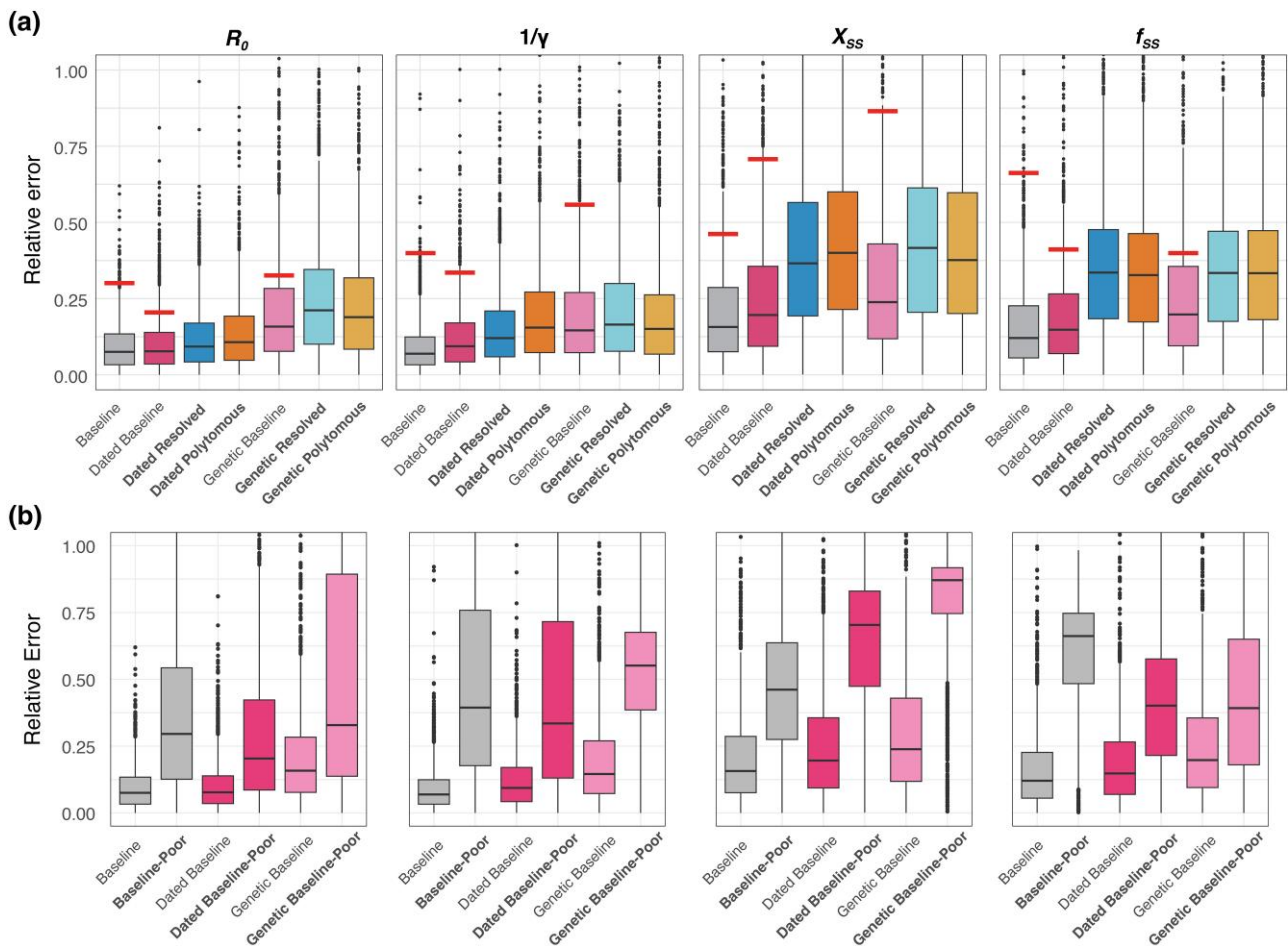 (a)
R₀ 1/γ X_SS f_SS
1.00
0.75
0.50
0.25
0.00
Relative error
Baseline Dated Baseline Dated Resolved Dated Polytomous Genetic Baseline Genetic Resolved Genetic Polytomous
Baseline Dated Baseline Dated Resolved Dated Polytomous Genetic Baseline Genetic Resolved Genetic Polytomous
Baseline Dated Baseline Dated Resolved Dated Polytomous Genetic Baseline Genetic Resolved Genetic Polytomous
Baseline Dated Baseline Dated Resolved Dated Polytomous Genetic Baseline Genetic Resolved Genetic Polytomous
(b)
1.00
0.75
0.50
0.25
0.00
Relative Error
Baseline Baseline-Poor Dated Baseline Dated Baseline-Poor Genetic Baseline Genetic Baseline-Poor
Baseline Baseline-Poor Dated Baseline Dated Baseline-Poor Genetic Baseline Genetic Baseline-Poor
Baseline Baseline-Poor Dated Baseline Dated Baseline-Poor Genetic Baseline Genetic Baseline-Poor
Baseline Baseline-Poor Dated Baseline Dated Baseline-Poor Genetic Baseline Genetic Baseline-Poor